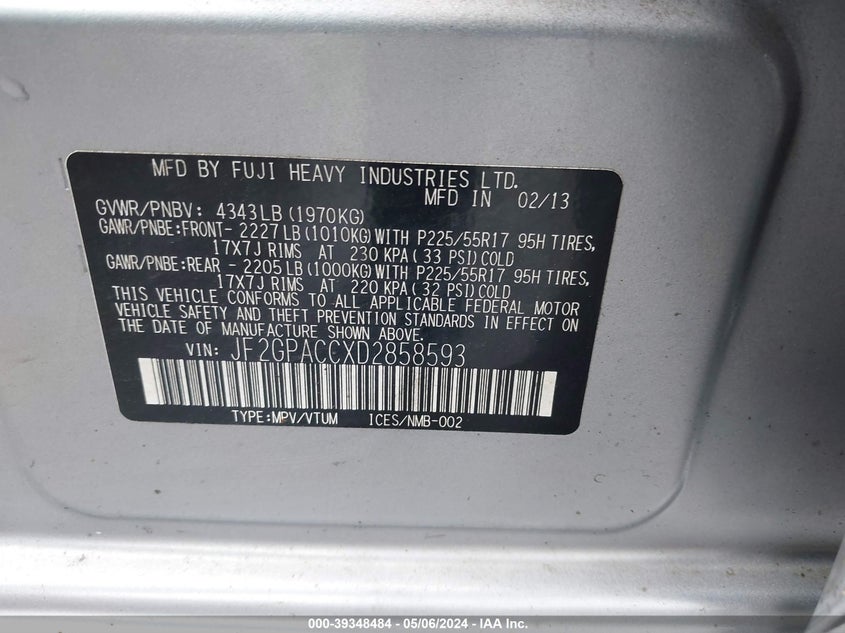 MFD BY FUJI HEAVY INDUSTRIES LTD.
MFD IN 02/13
GVWR/PNBV: 4343LB(1970KG)
GAWR/PNBE:FRONT- 2227LB(1010KG)WITH P225/55R17 95H TIRES,
17X7J RIMS AT 230 KPA(33 PSI)COLD
GAWR/PNBE:REAR - 2205LB(1000KG)WITH P225/55R17 95H TIRES,
17X7J RIMS AT 220 KPA(32 PSI)COLD
THIS VEHICLE CONFORMS TO ALL APPLICABLE FEDERAL MOTOR
VEHICLE SAFETY AND THEFT PREVENTION STANDARDS IN EFFECT ON
THE DATE OF MANUFACTURE SHOWN ABOVE.
VIN: JF2GPACCXD2858593
TYPE:MPV/VTUM ICES/NMB-002
000-39348484 - 05/06/2024 - IAA Inc.